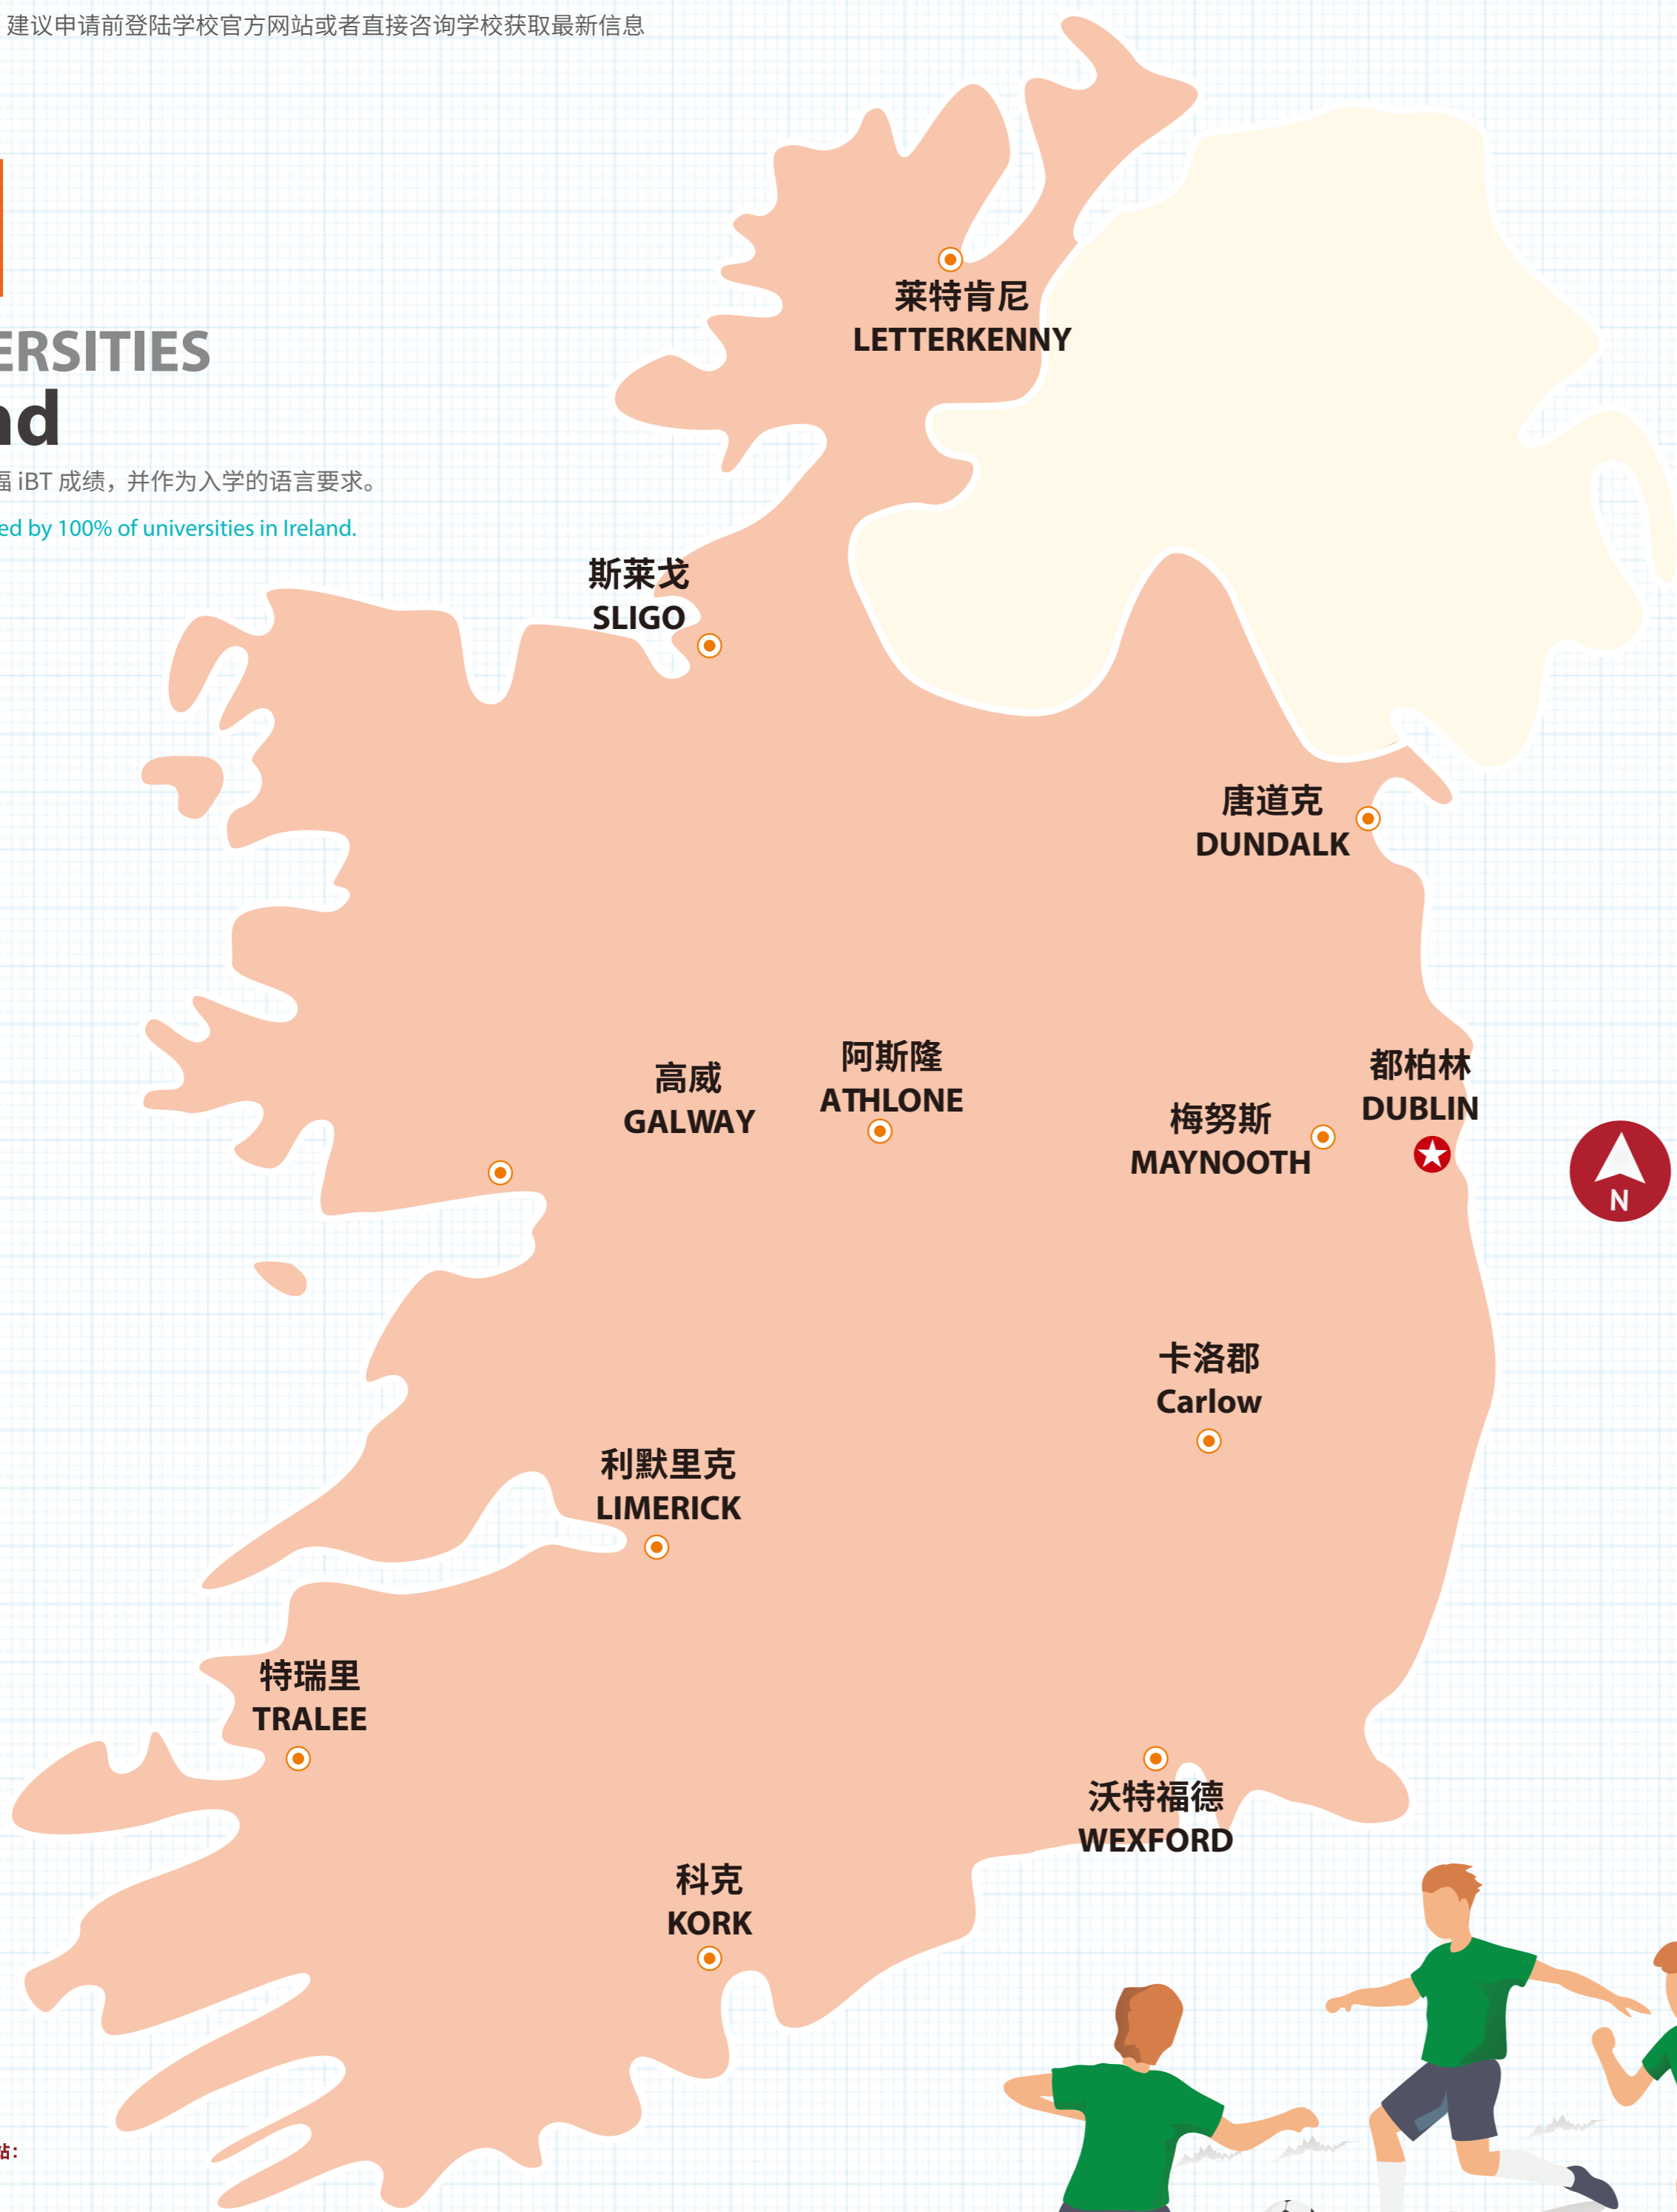 建议申请前登陆学校官方网站或者直接咨询学校获取最新信息
ERSITIES
nd
福 iBT 成绩，并作为入学的语言要求。
ed by 100% of universities in Ireland.
莱特肯尼
LETTERKENNY
斯莱戈
SLIGO
唐道克
DUNDALK
高威
GALWAY
阿斯隆
ATHLONE
梅努斯
MAYNOOTH
都柏林
DUBLIN
N
卡洛郡
Carlow
利默里克
LIMERICK
特瑞里
TRALEE
沃特福德
WEXFORD
科克
KORK
站：